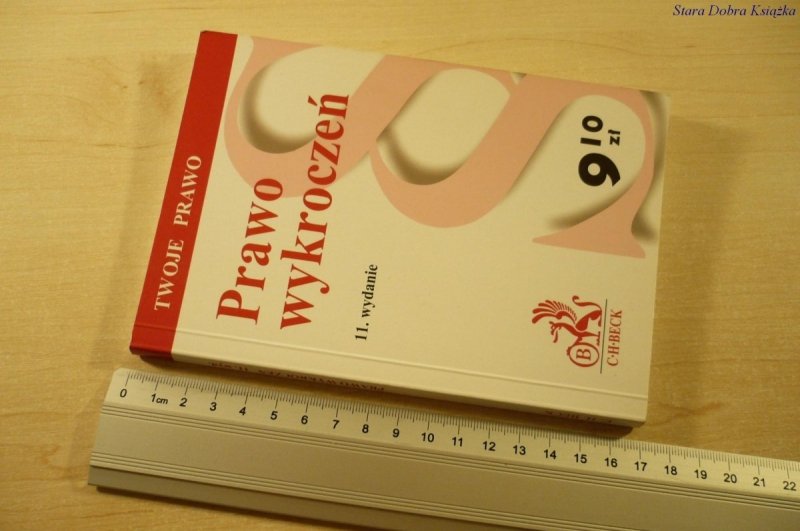 Stara Dobra Książka
TWOJE PRAWO
Prawo
wykroczeń
11. wydanie
9 10
zł
B
C·H·BECK
0 1cm 2 3 4 5 6 7 8 9 10 11 12 13 14 15 16 17 18 19 20 21 22